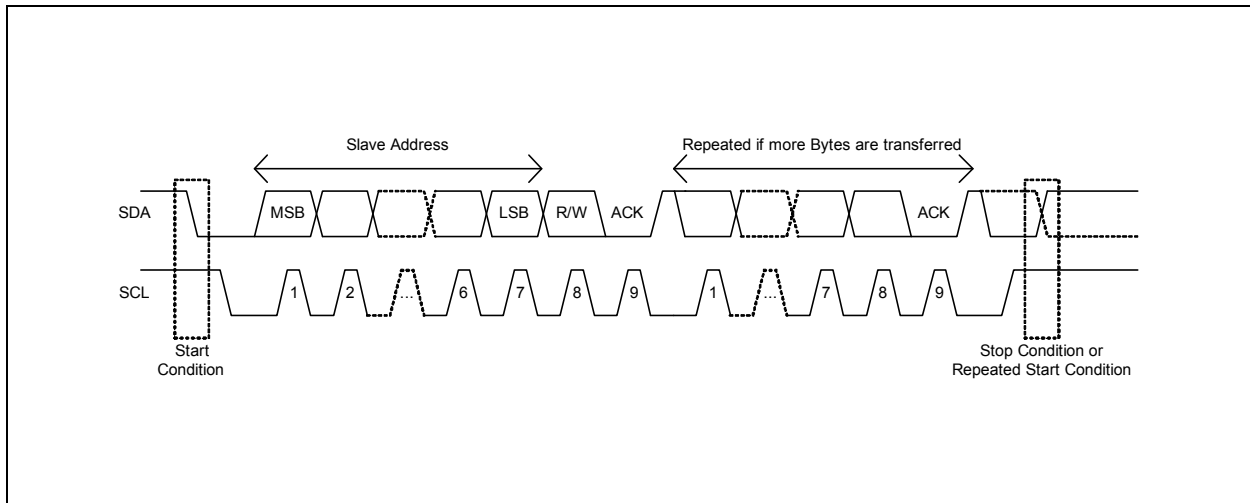 Slave Address
Repeated if more Bytes are transferred
SDA
MSB
LSB
R/W
ACK
ACK
SCL
1
2
...
6
7
8
9
1
...
7
8
9
Start
Condition
Stop Condition or
Repeated Start Condition